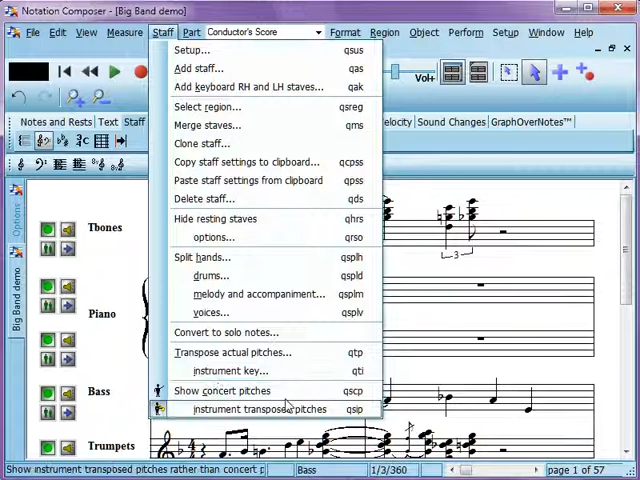 Notation Composer - [Big Band demo]
File Edit View Measure Staff Part Conductor's Score Format Region Object Perform Setup Window Help
Vol+
Notes and Rests Text Staff
elocity Sound Changes GraphOverNotes™
Setup... qsus
Add staff... qas
Add keyboard RH and LH staves... qak
Select region... qsreg
Merge staves... qms
Clone staff...
Copy staff settings to clipboard... qcpss
Paste staff settings from clipboard qpss
Delete staff... qds
Hide resting staves qhrs
options... qrso
Split hands... qsplh
drums... qspld
melody and accompaniment... qsplm
voices... qsplv
Convert to solo notes...
Transpose actual pitches... qtp
instrument key... qti
Show concert pitches qscp
instrument transposed pitches qsip
Options
Big Band demo
Tbones
3
Piano
Bass
Trumpets
Show instrument transposed pitches rather than concert p
Bass
1/3/360
page 1 of 57